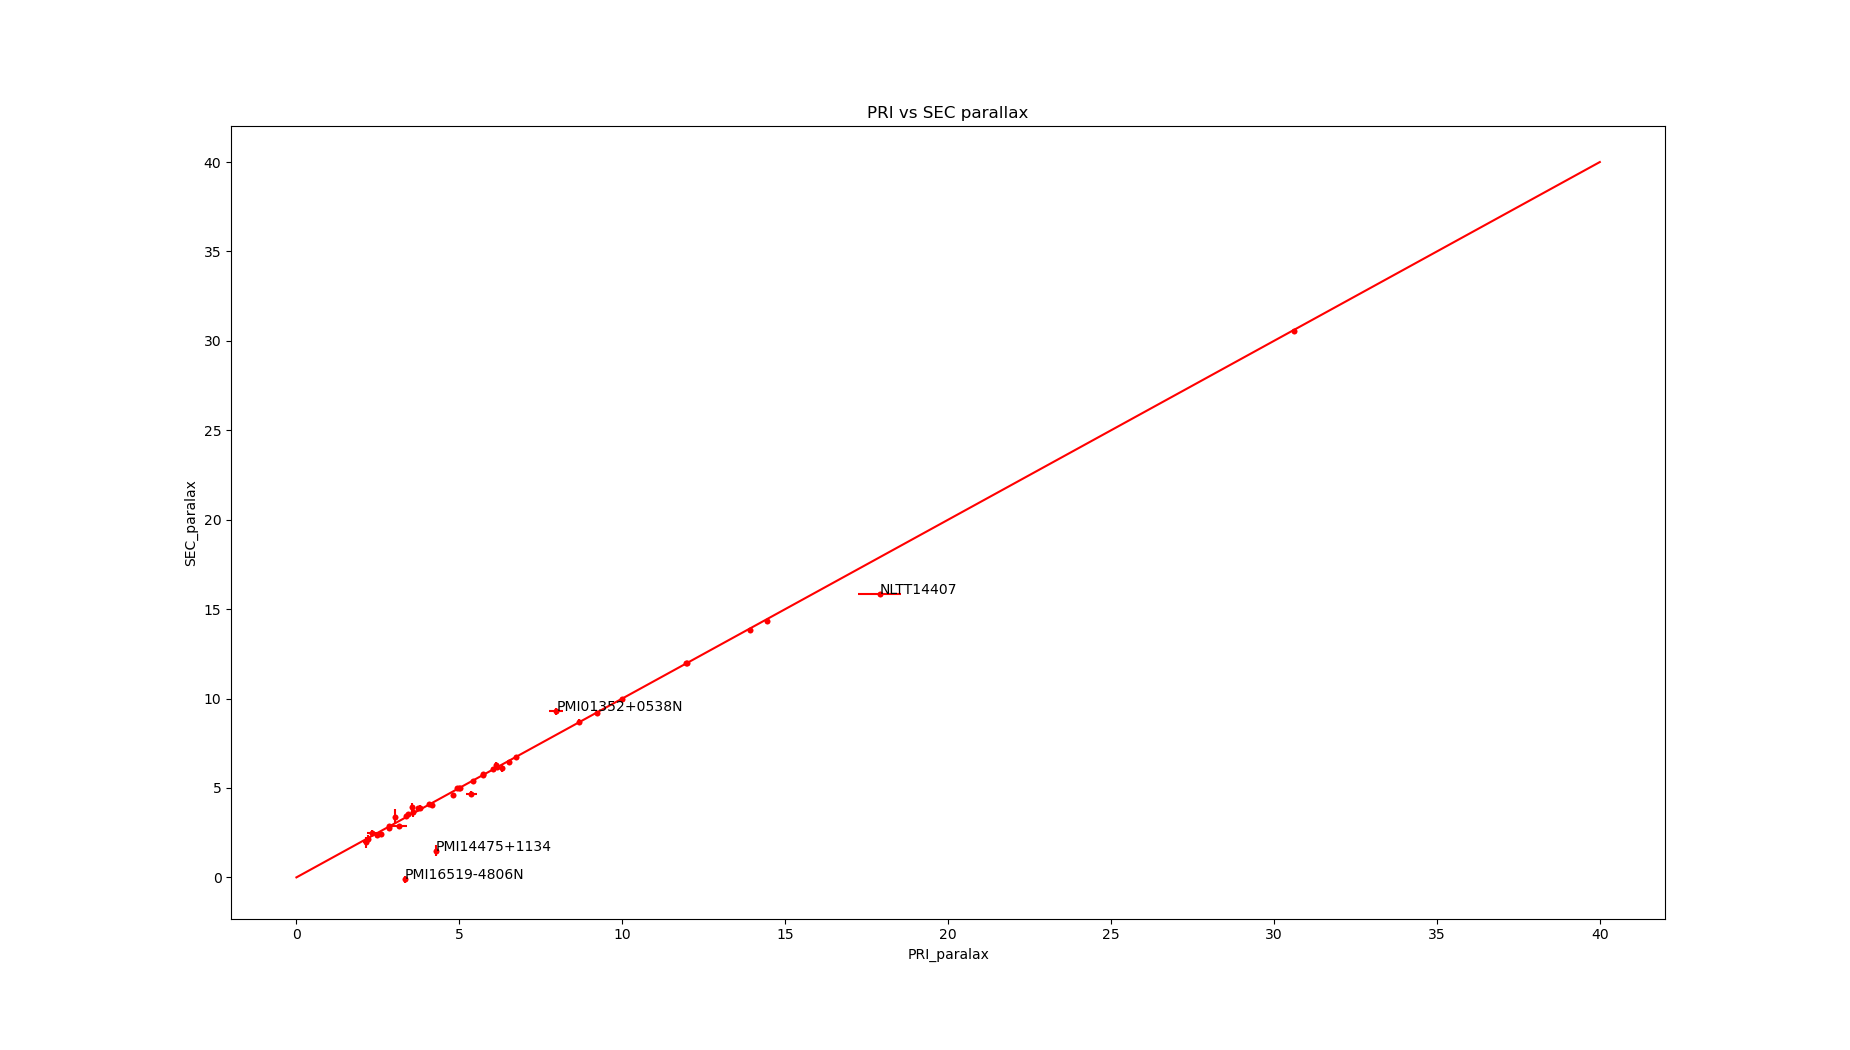 PRI vs SEC parallax
40
35
30
25
20
15
10
5
0
SEC_paralax
NLTT14407
PMI01352+0538N
PMI14475+1134
PMI16519-4806N
0 5 10 15 20 25 30 35 40
PRI_paralax